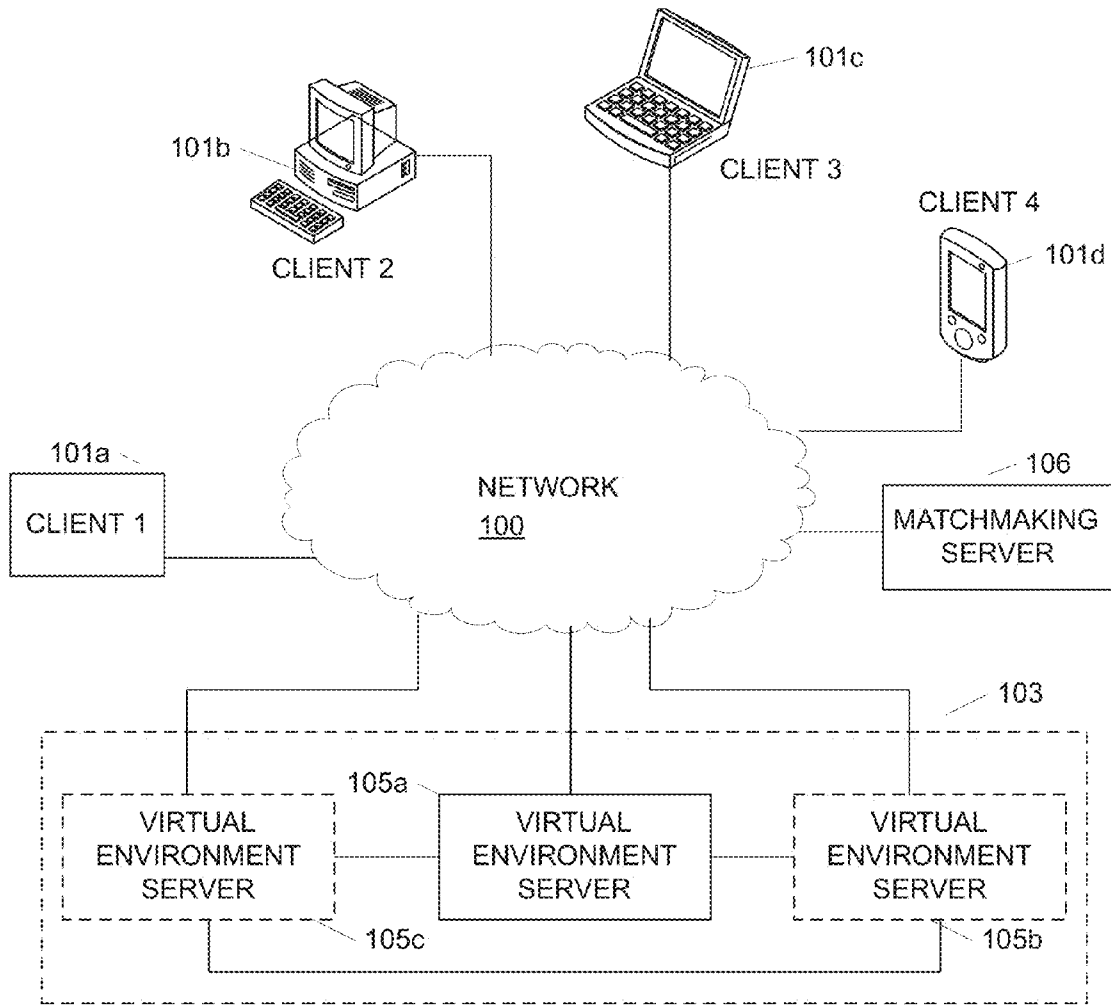 101c
101b
CLIENT 3
CLIENT 4
CLIENT 2
101d
101a
106
NETWORK
100
CLIENT 1
MATCHMAKING
SERVER
103
105a
VIRTUAL
ENVIRONMENT
SERVER
VIRTUAL
ENVIRONMENT
SERVER
VIRTUAL
ENVIRONMENT
SERVER
105c
105b